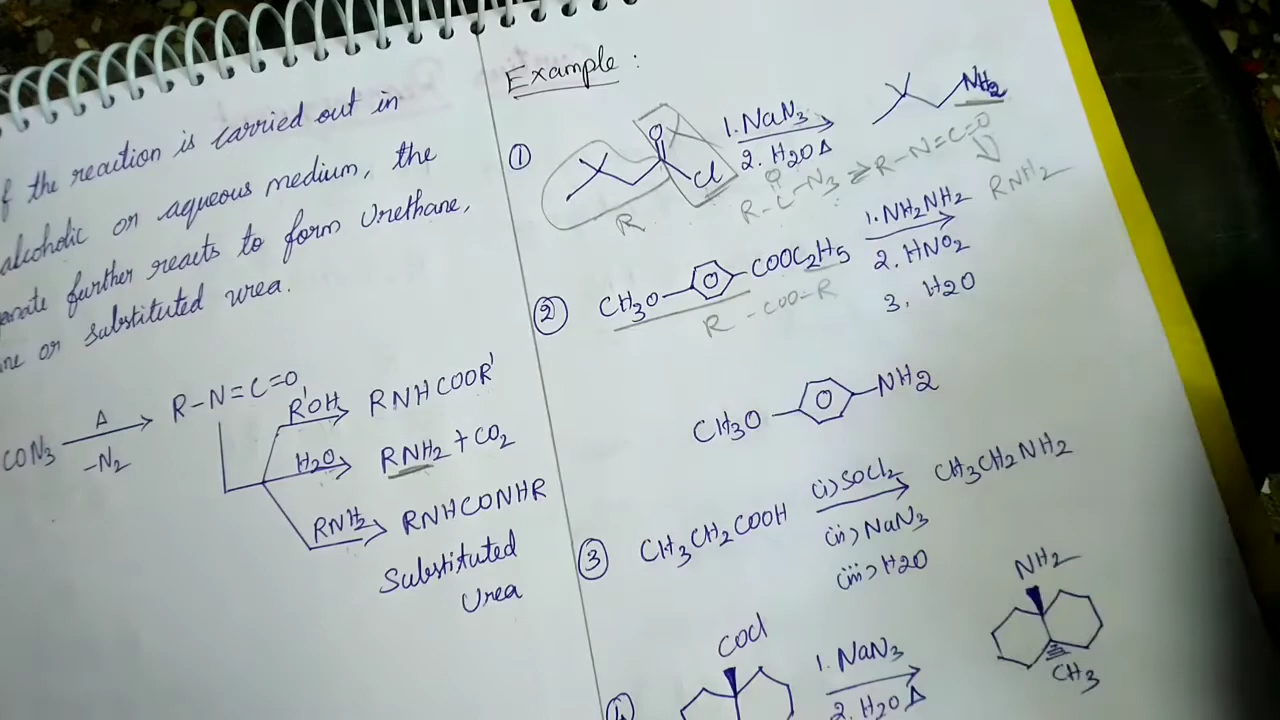 f the reaction is carried out in
alcoholic or aqueous medium, the
anate further reacts to form Urethane,
ne or substituted urea.
CON3 Δ -N2 R-N=C=O
R'OH RNHCOOR'
H2O RNH2 + CO2
RNH2 RNHCONHR
Substituted
Urea
Example :
① O Cl 1. NaN3 2. H2O Δ NH2
R
R-C-N3 O R-N=C=O
RNH2
② CH3O COOC2H5 1. NH2NH2
2. HNO2
3. H2O
R - COO-R
CH3O NH2
③ CH3CH2COOH (i) SOCl2 CH3CH2NH2
(ii) NaN3
(iii) H2O
④ COCl 1. NaN3
2. H2O Δ
NH2
CH3